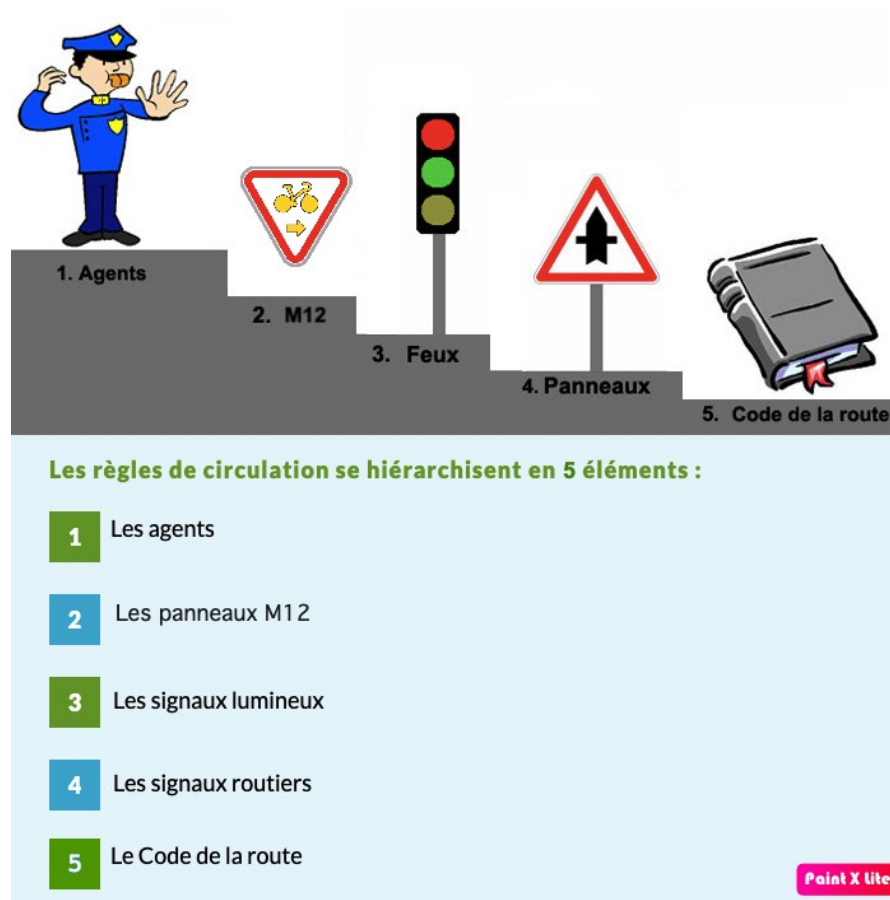 1. Agents
2. M12
3. Feux
4. Panneaux
5. Code de la route
Les règles de circulation se hiérarchisent en 5 éléments :
1 Les agents
2 Les panneaux M12
3 Les signaux lumineux
4 Les signaux routiers
5 Le Code de la route
Paint X Lite